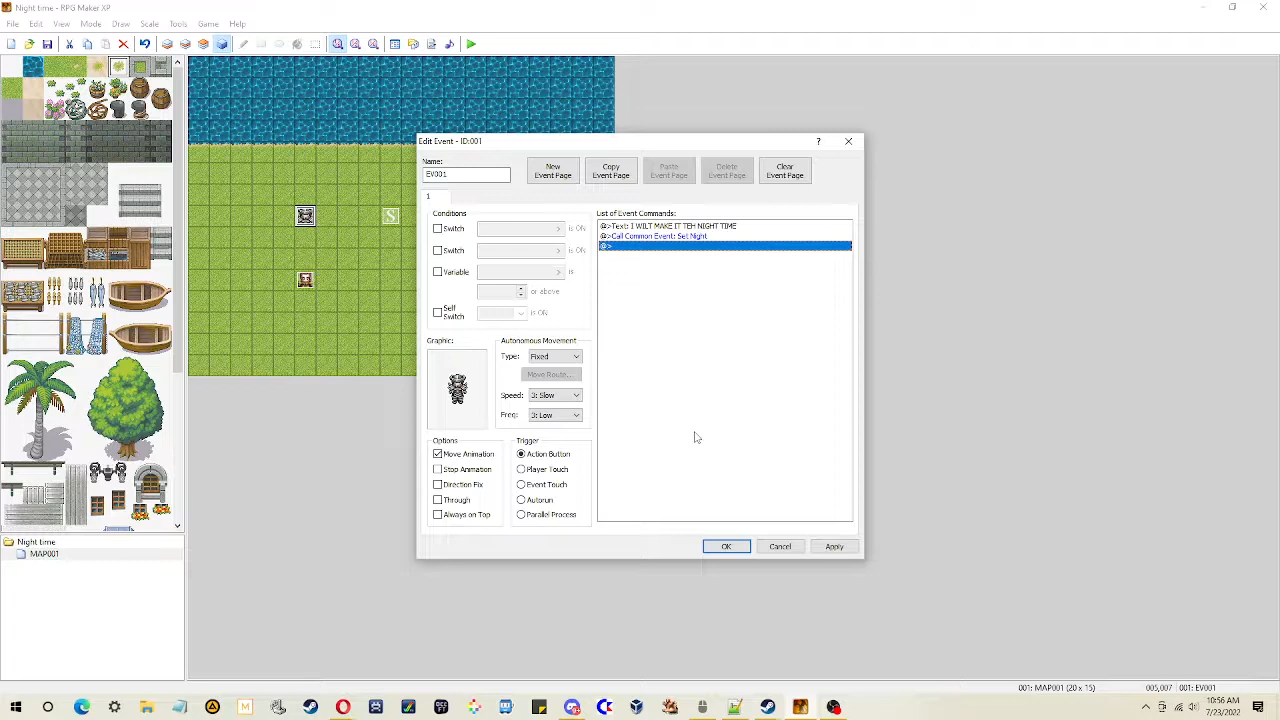 Night time - RPG Maker XP
File Edit View Mode Draw Scale Tools Game Help
Edit Event - ID:001
?
Name:
EV001
New Event Page
Copy Event Page
Paste Event Page
Delete Event Page
Clear Event Page
1
Conditions
Switch is ON
Switch is ON
Variable is
or above
Self Switch is ON
Graphic:
Autonomous Movement
Type: Fixed
Move Route...
Speed: 3: Slow
Freq: 3: Low
Options
Move Animation
Stop Animation
Direction Fix
Through
Always on Top
Trigger
Action Button
Player Touch
Event Touch
Autorun
Parallel Process
List of Event Commands:
@>Text: I WILT MAKE IT TEH NIGHT TIME
@>Call Common Event: Set Night
@>
OK
Cancel
Apply
S
Night time
MAP001
001: MAP001 (20 x 15)
005,007
001: EV001
10:56 AM
7/23/2022